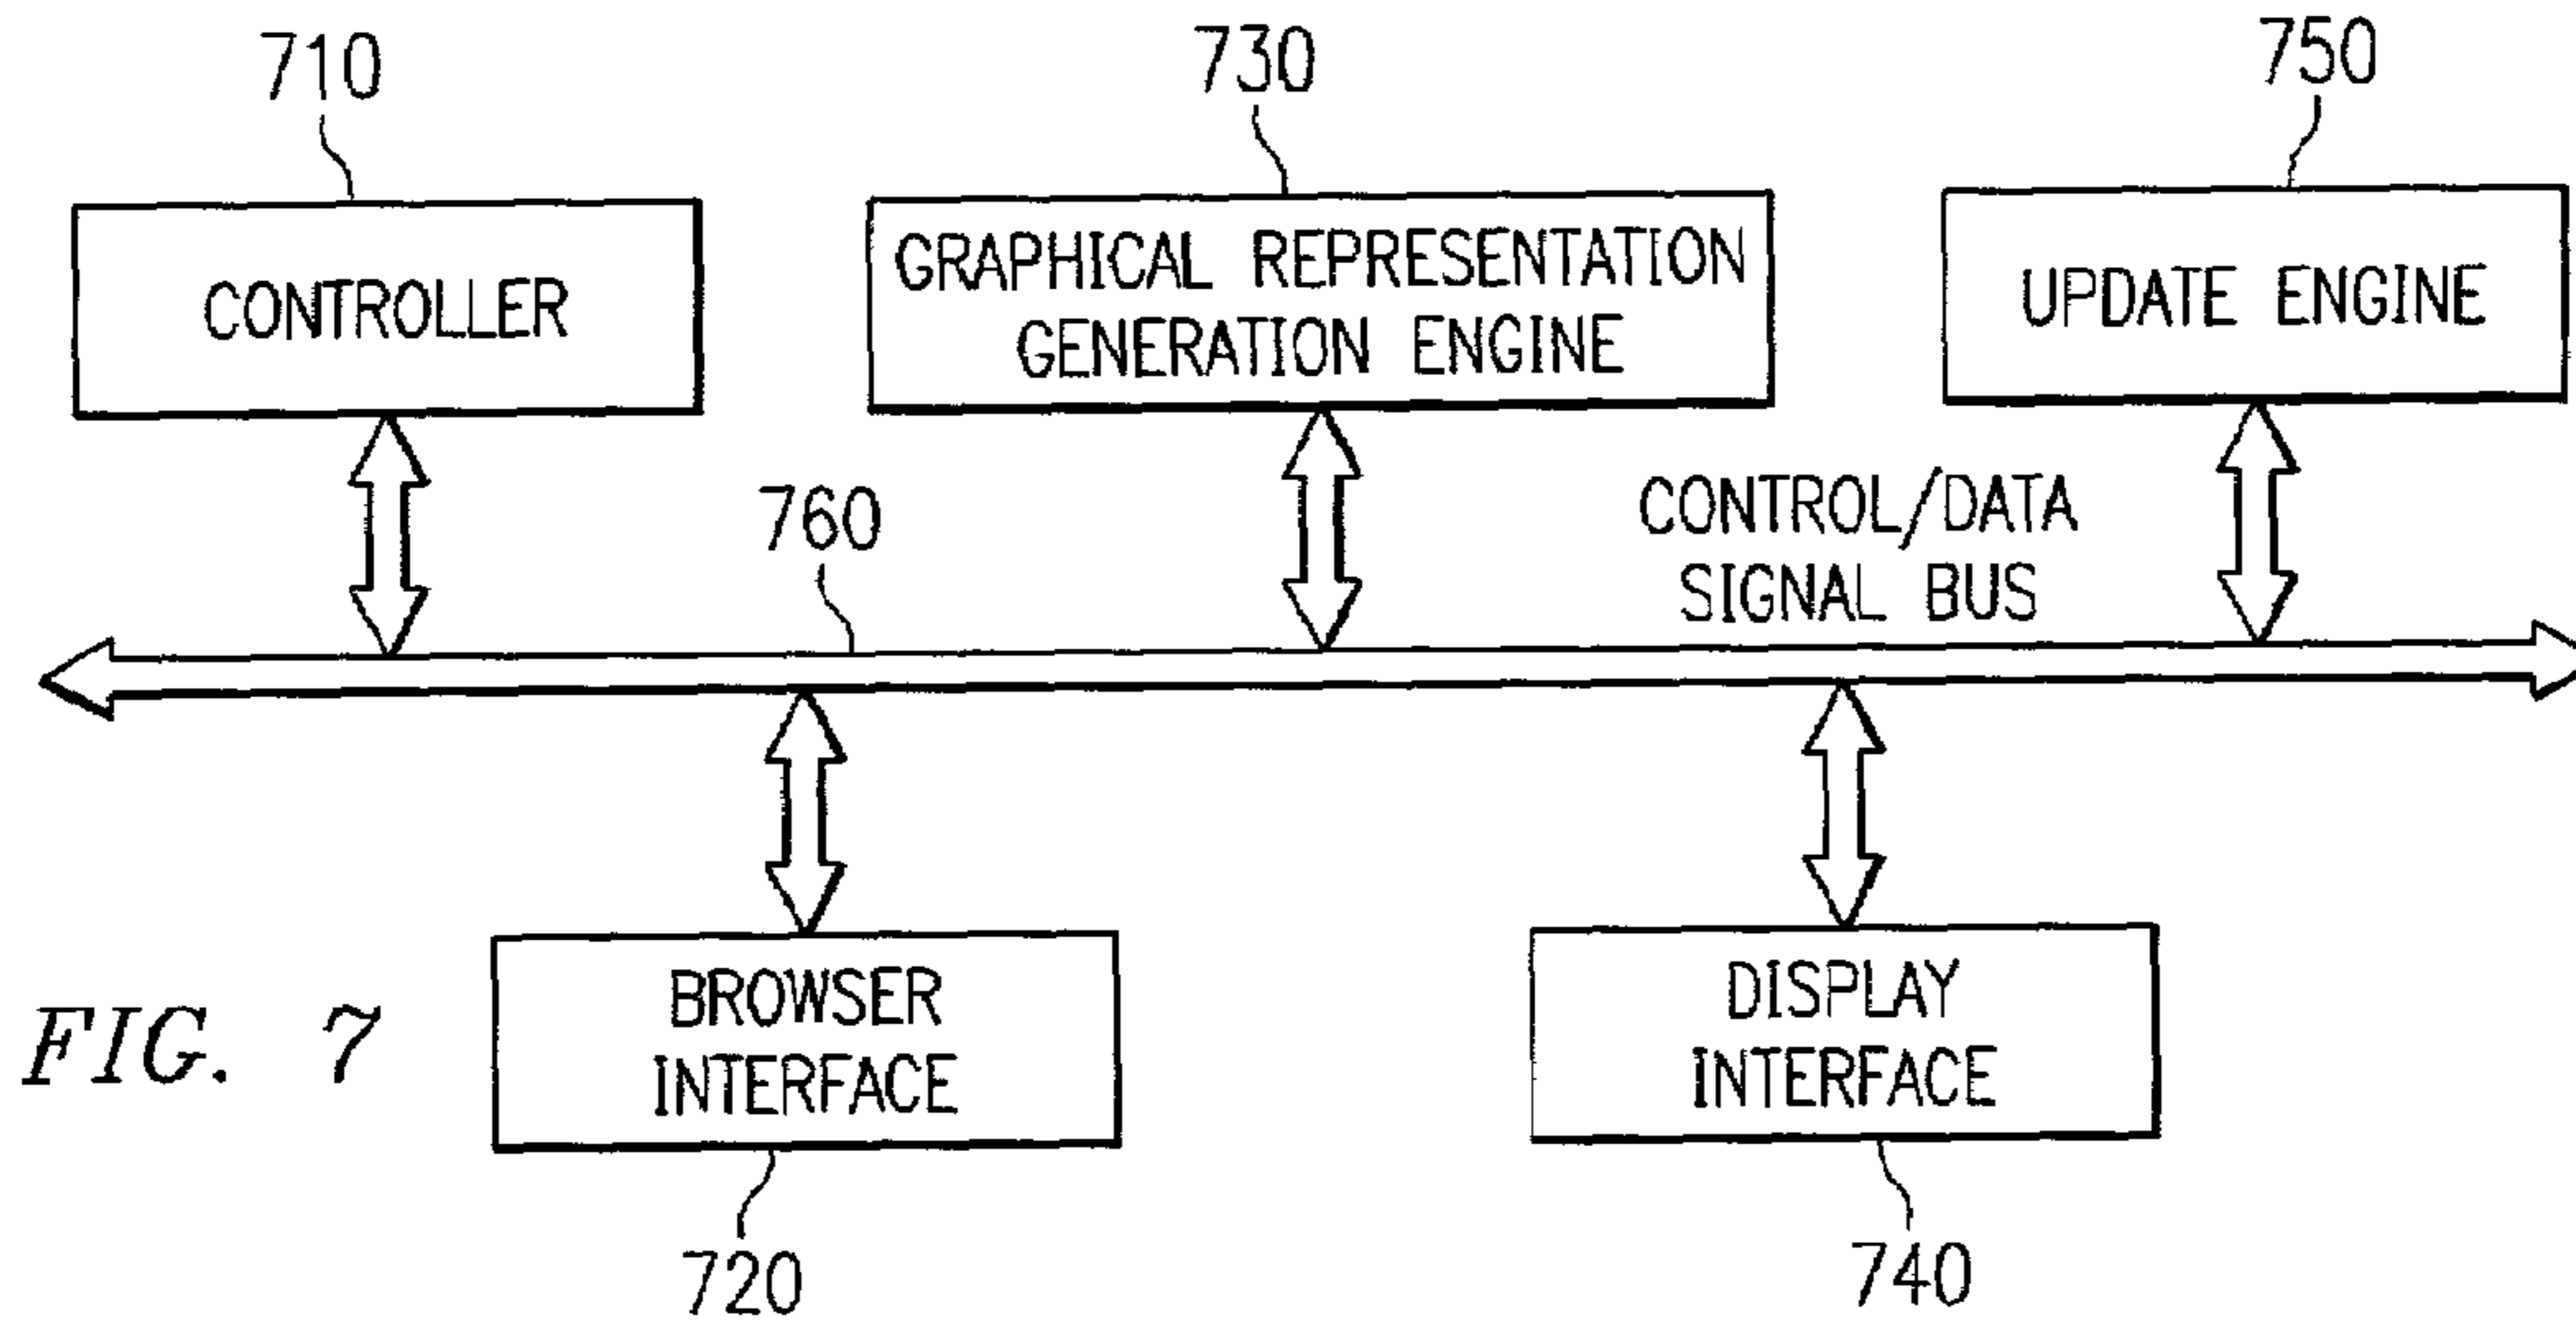 710
730
750
CONTROLLER
GRAPHICAL REPRESENTATION
GENERATION ENGINE
UPDATE ENGINE
760
CONTROL/DATA
SIGNAL BUS
BROWSER
INTERFACE
DISPLAY
INTERFACE
FIG. 7
720
740